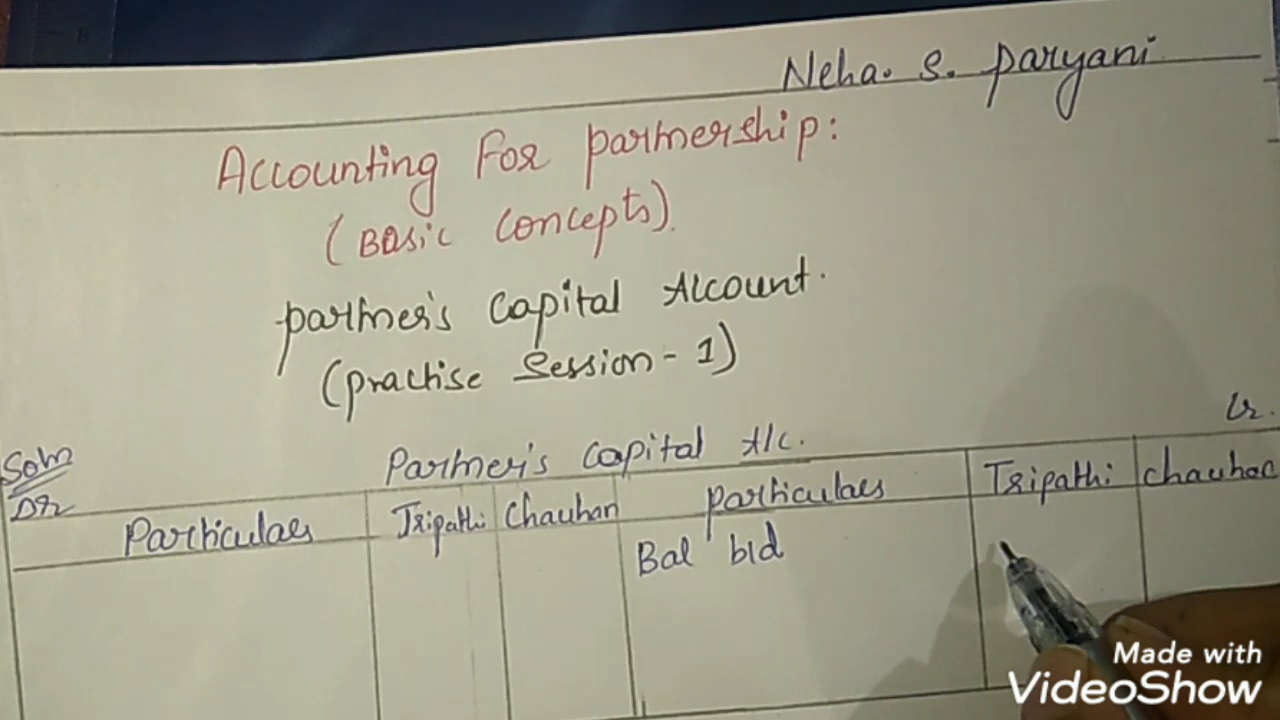 Neha. S. Paryani
Accounting For Partnership:
(Basic Concepts).
Partner's Capital Account.
(Practise Session - 1)
Soln
Dr. Cr.
Partner's Capital A/c.
Particulars Tripathi Chauhan Particulars Tripathi Chauhan
Bal b/d
Made with
VideoShow